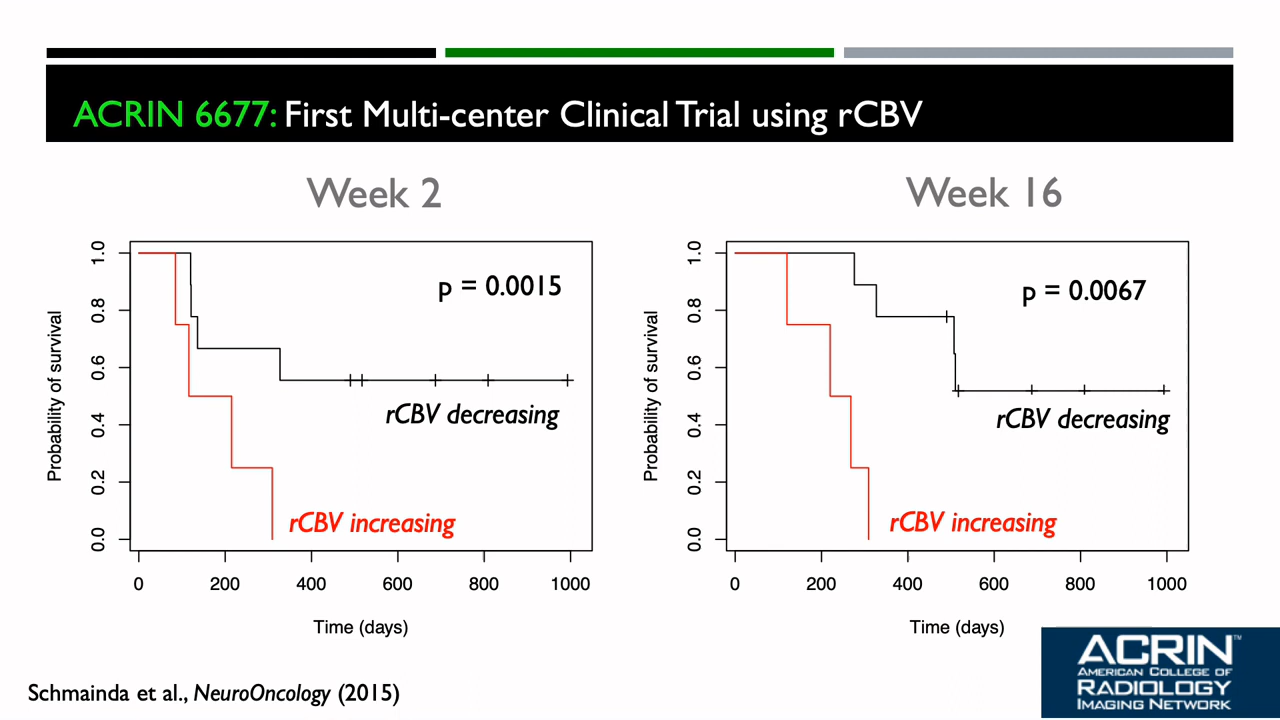 ACRIN 6677: First Multi-center Clinical Trial using rCBV
Week 2
Probability of survival
1.0
0.8
0.6
0.4
0.2
0.0
p = 0.0015
rCBV decreasing
rCBV increasing
0 200 400 600 800 1000
Time (days)
Week 16
Probability of survival
1.0
0.8
0.6
0.4
0.2
0.0
p = 0.0067
rCBV decreasing
rCBV increasing
0 200 400 600 800 1000
Time (days)
Schmainda et al., NeuroOncology (2015)
ACRIN™
AMERICAN COLLEGE OF
RADIOLOGY
IMAGING NETWORK